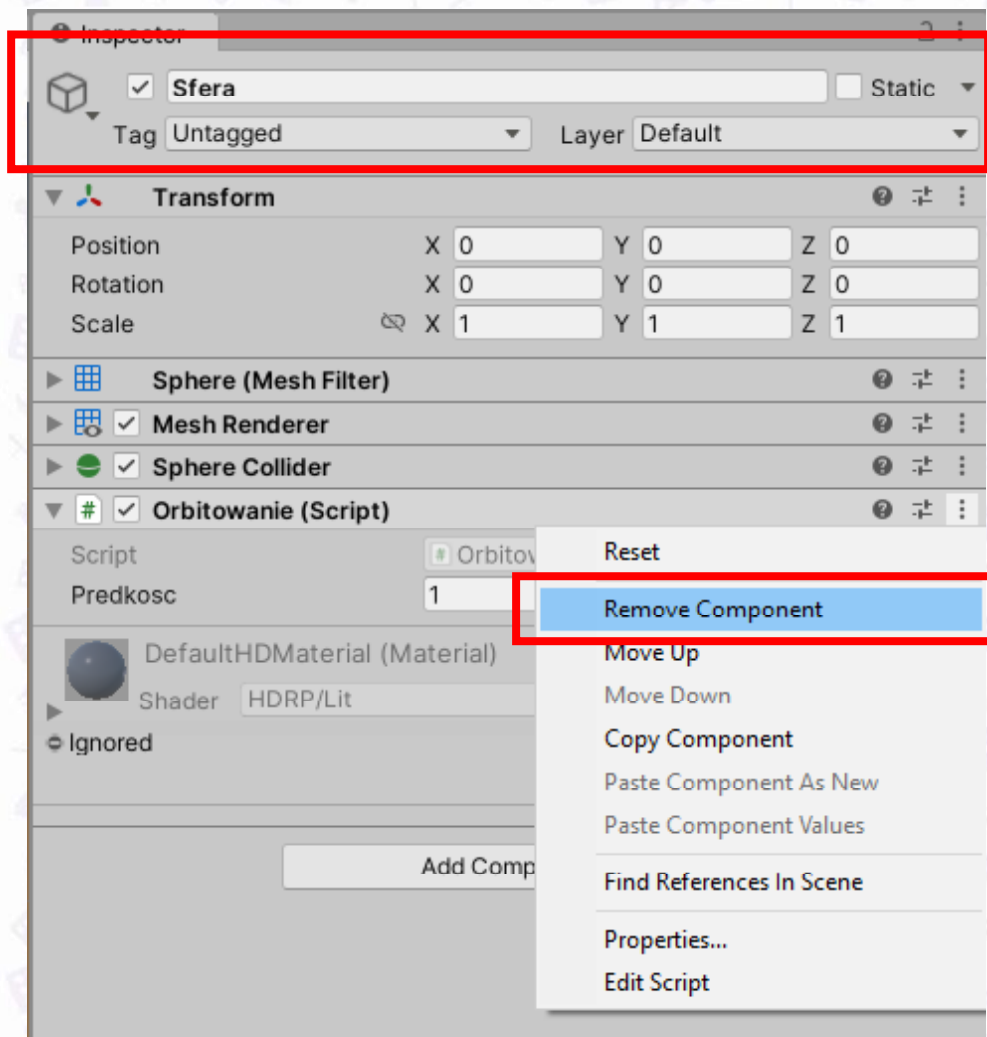 Inspector
Sfera Static
Tag Untagged Layer Default
Transform
Position X 0 Y 0 Z 0
Rotation X 0 Y 0 Z 0
Scale X 1 Y 1 Z 1
Sphere (Mesh Filter)
Mesh Renderer
Sphere Collider
# Orbitowanie (Script)
Script # Orbitov
Predkosc 1
DefaultHDMaterial (Material)
Shader HDRP/Lit
Ignored
Add Comp
Reset
Remove Component
Move Up
Move Down
Copy Component
Paste Component As New
Paste Component Values
Find References In Scene
Properties...
Edit Script